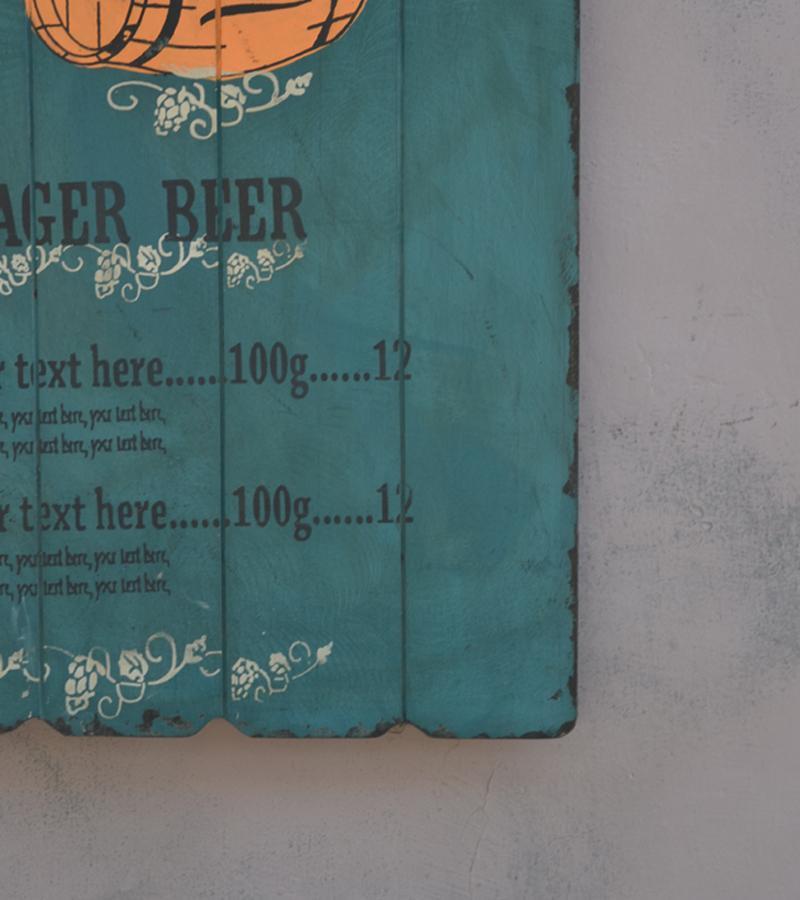 AGER BEER
r text here......100g......12
e, your text here, your text here,
e, your text here, your text here,
r text here......100g......12
e, your text here, your text here,
e, your text here, your text here,